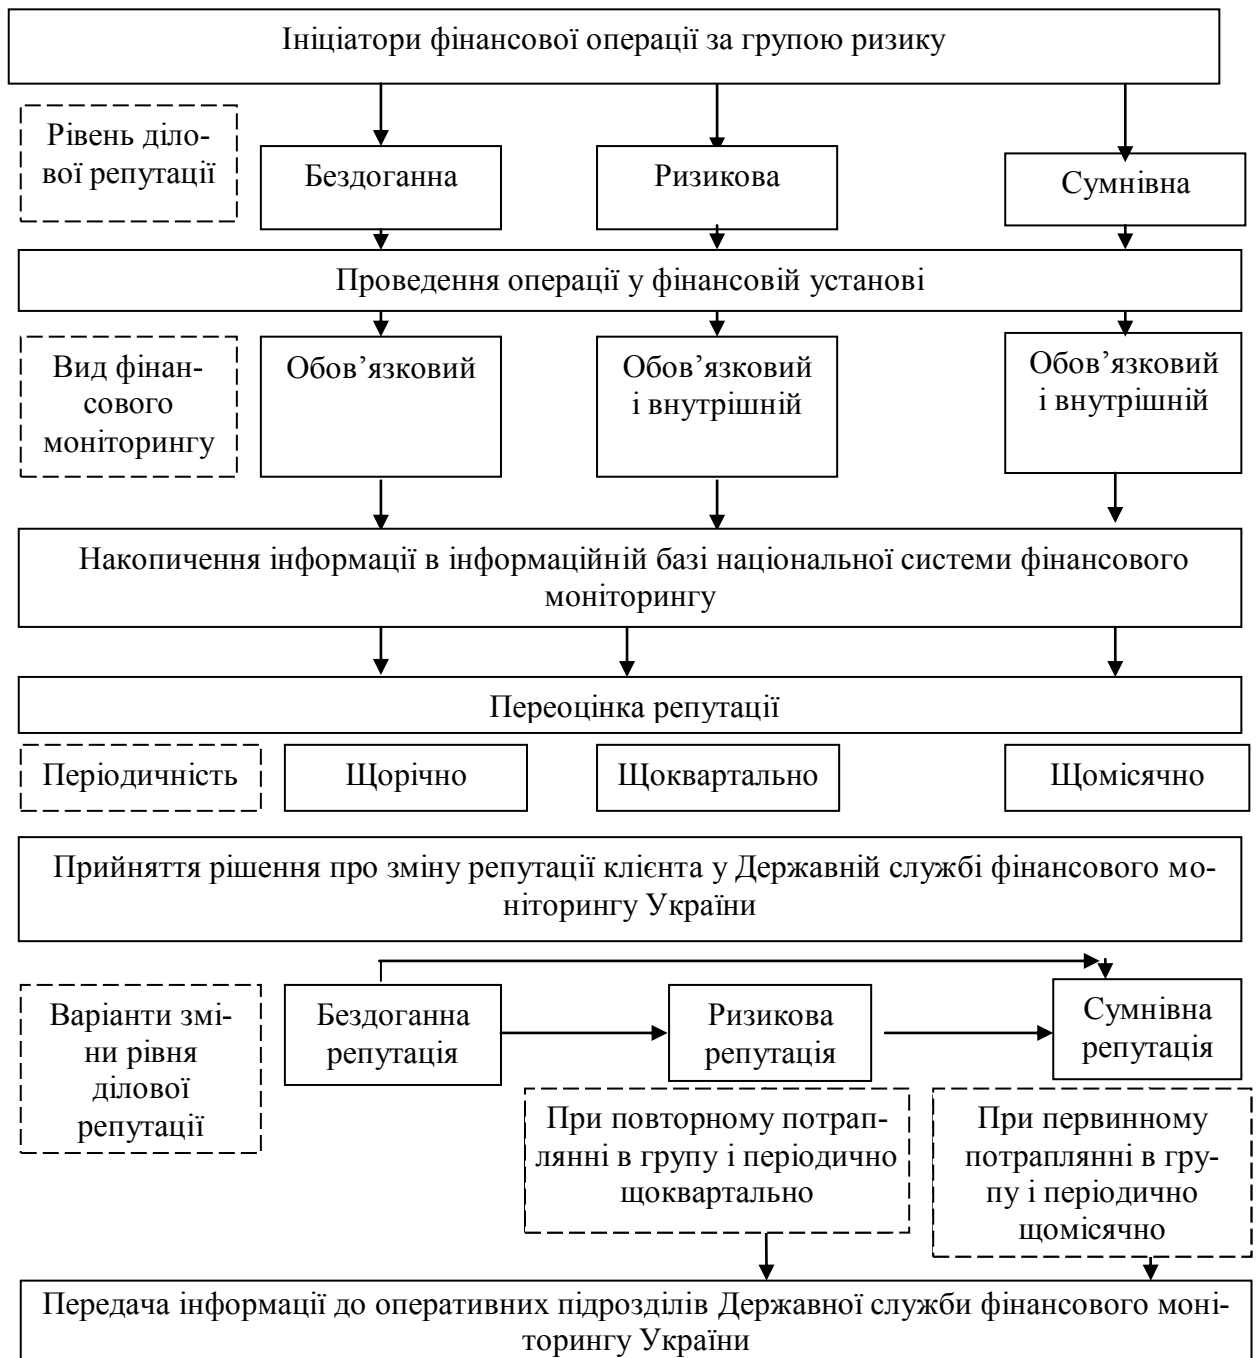 Ініціатори фінансової операції за групою ризику
Рівень діло-
вої репутації
Бездоганна
Ризикова
Сумнівна
Проведення операції у фінансовій установі
Вид фінан-
сового
моніторингу
Обов’язковий
Обов’язковий
і внутрішній
Обов’язковий
і внутрішній
Накопичення інформації в інформаційній базі національної системи фінансового
моніторингу
Переоцінка репутації
Періодичність
Щорічно
Щоквартально
Щомісячно
Прийняття рішення про зміну репутації клієнта у Державній службі фінансового мо-
ніторингу України
Варіанти змі-
ни рівня
ділової
репутації
Бездоганна
репутація
Ризикова
репутація
Сумнівна
репутація
При повторному потрап-
лянні в групу і періодично
щоквартально
При первинному
потраплянні в гру-
пу і періодично
щомісячно
Передача інформації до оперативних підрозділів Державної служби фінансового моні-
торингу України